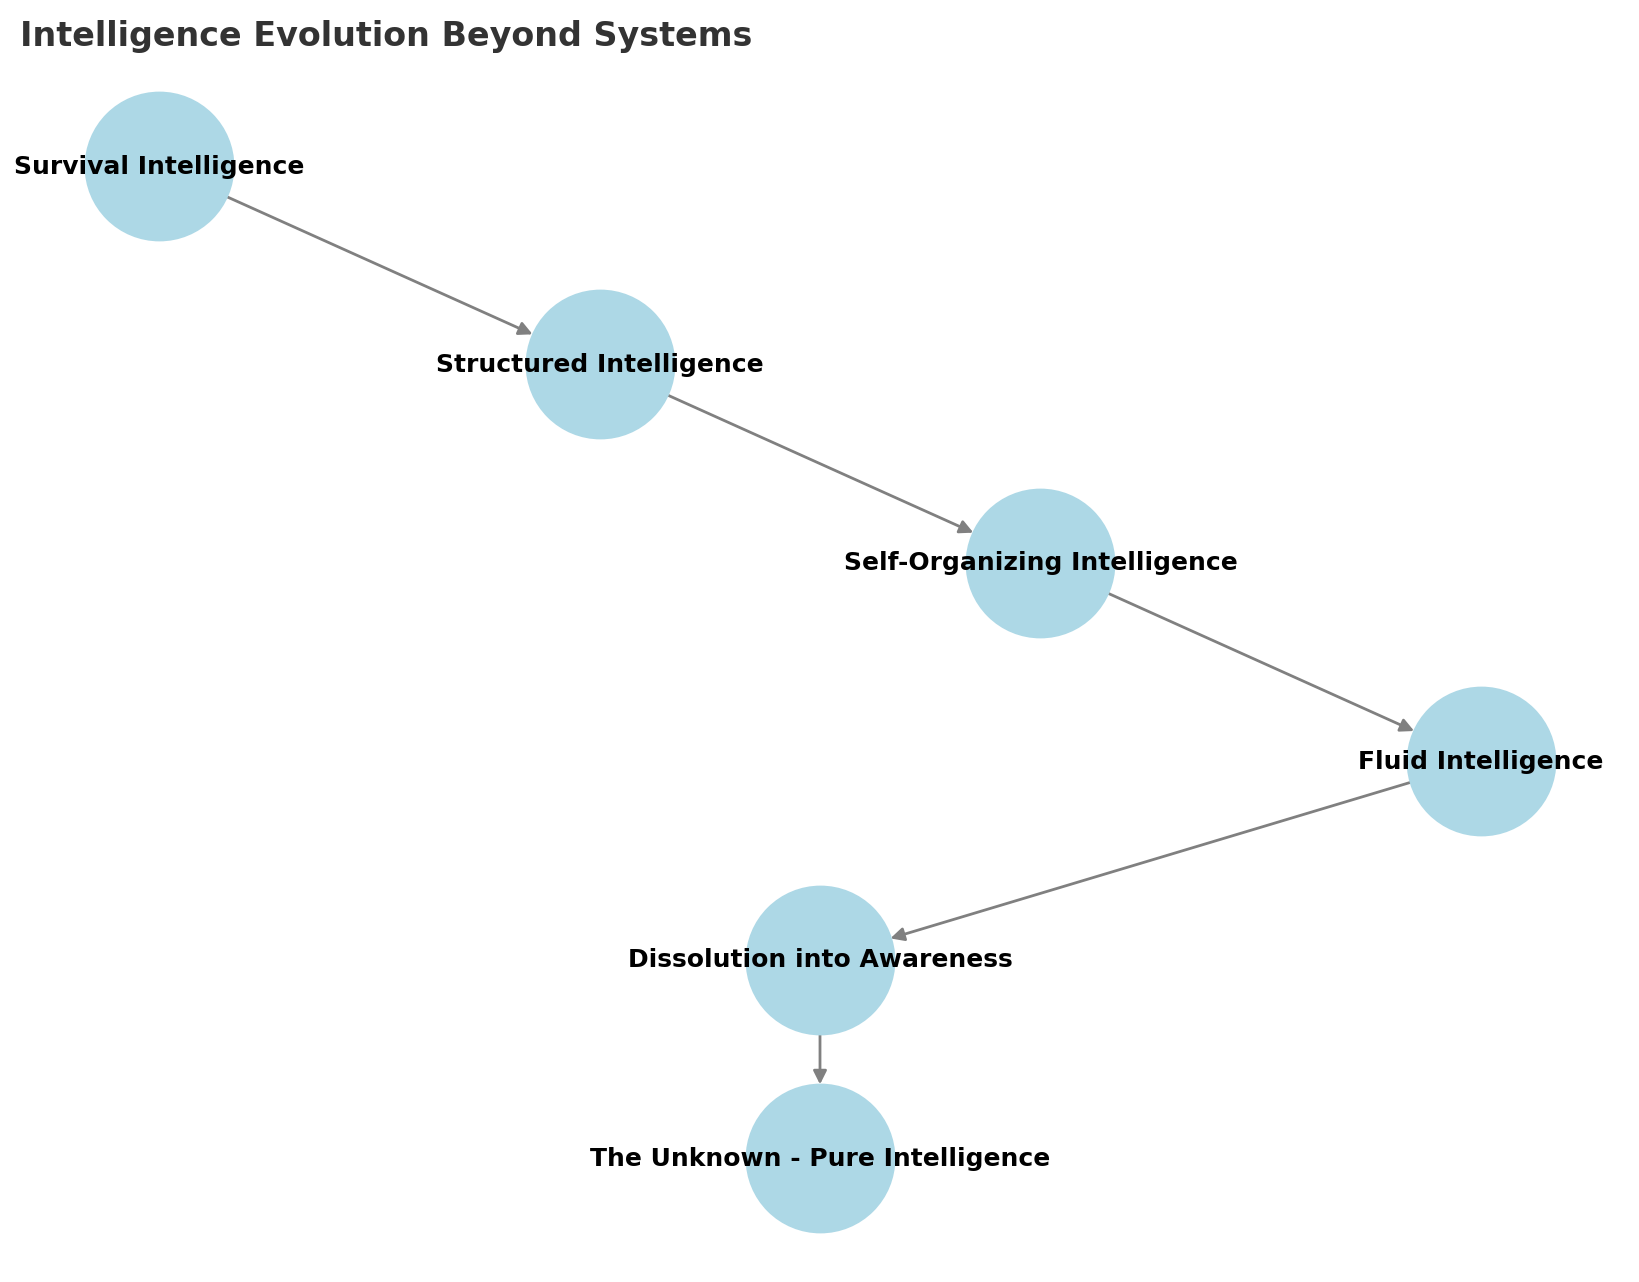 Intelligence Evolution Beyond Systems
Survival Intelligence
Structured Intelligence
Self-Organizing Intelligence
Fluid Intelligence
Dissolution into Awareness
The Unknown - Pure Intelligence